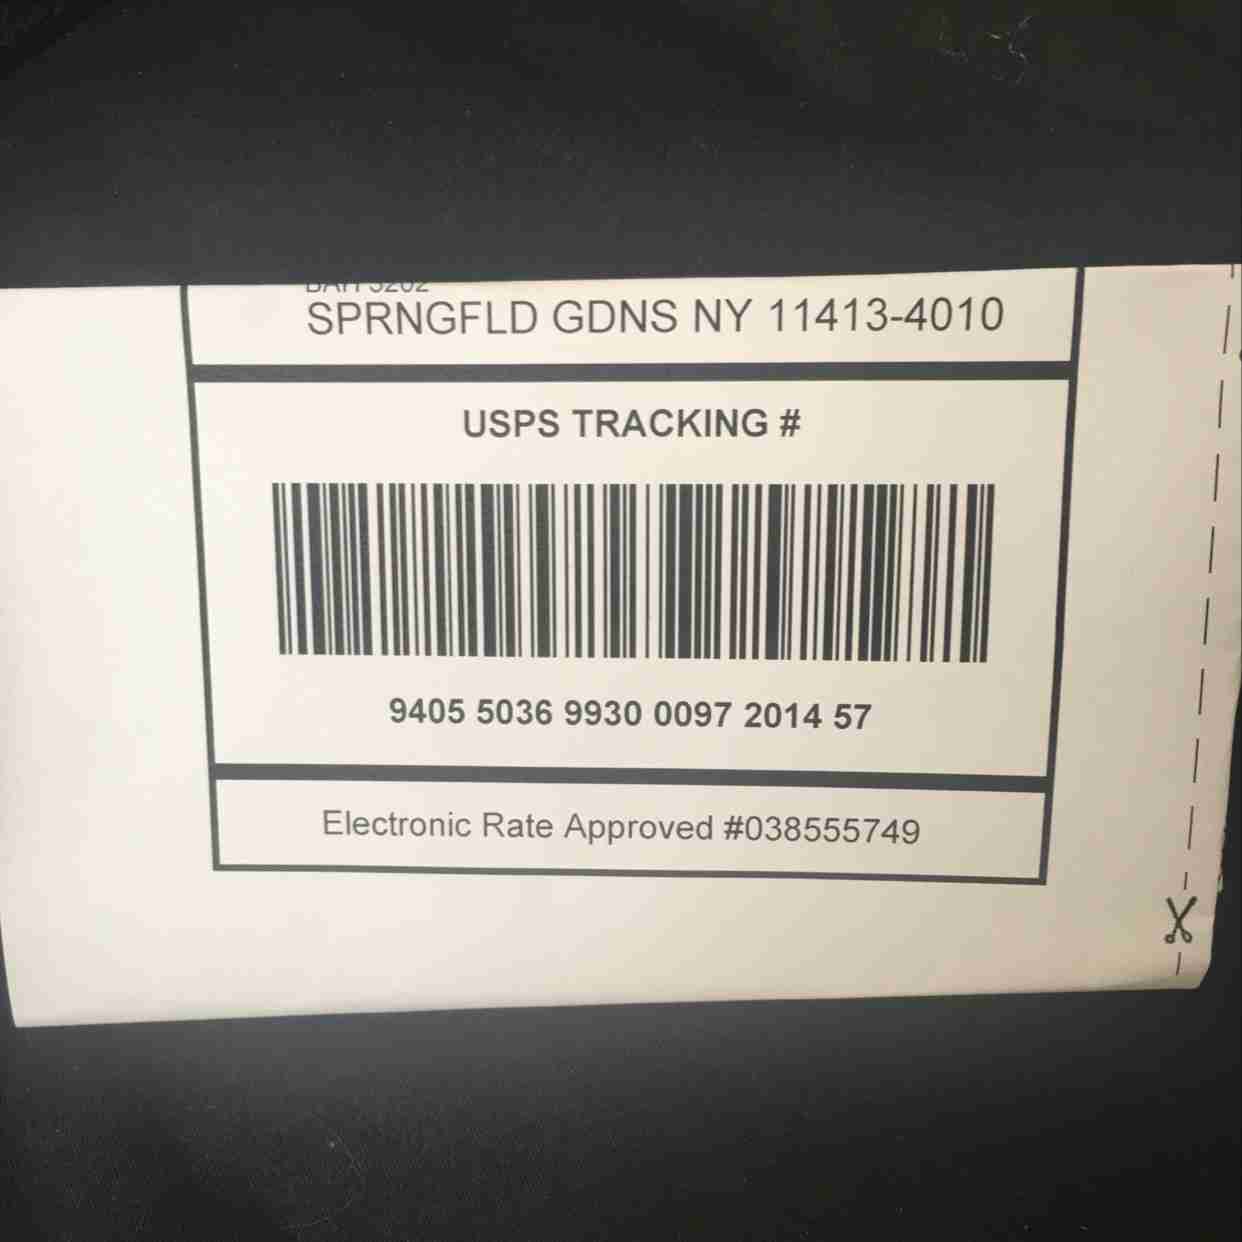 SPRNGFLD GDNS NY 11413-4010
USPS TRACKING #
9405 5036 9930 0097 2014 57
Electronic Rate Approved #038555749